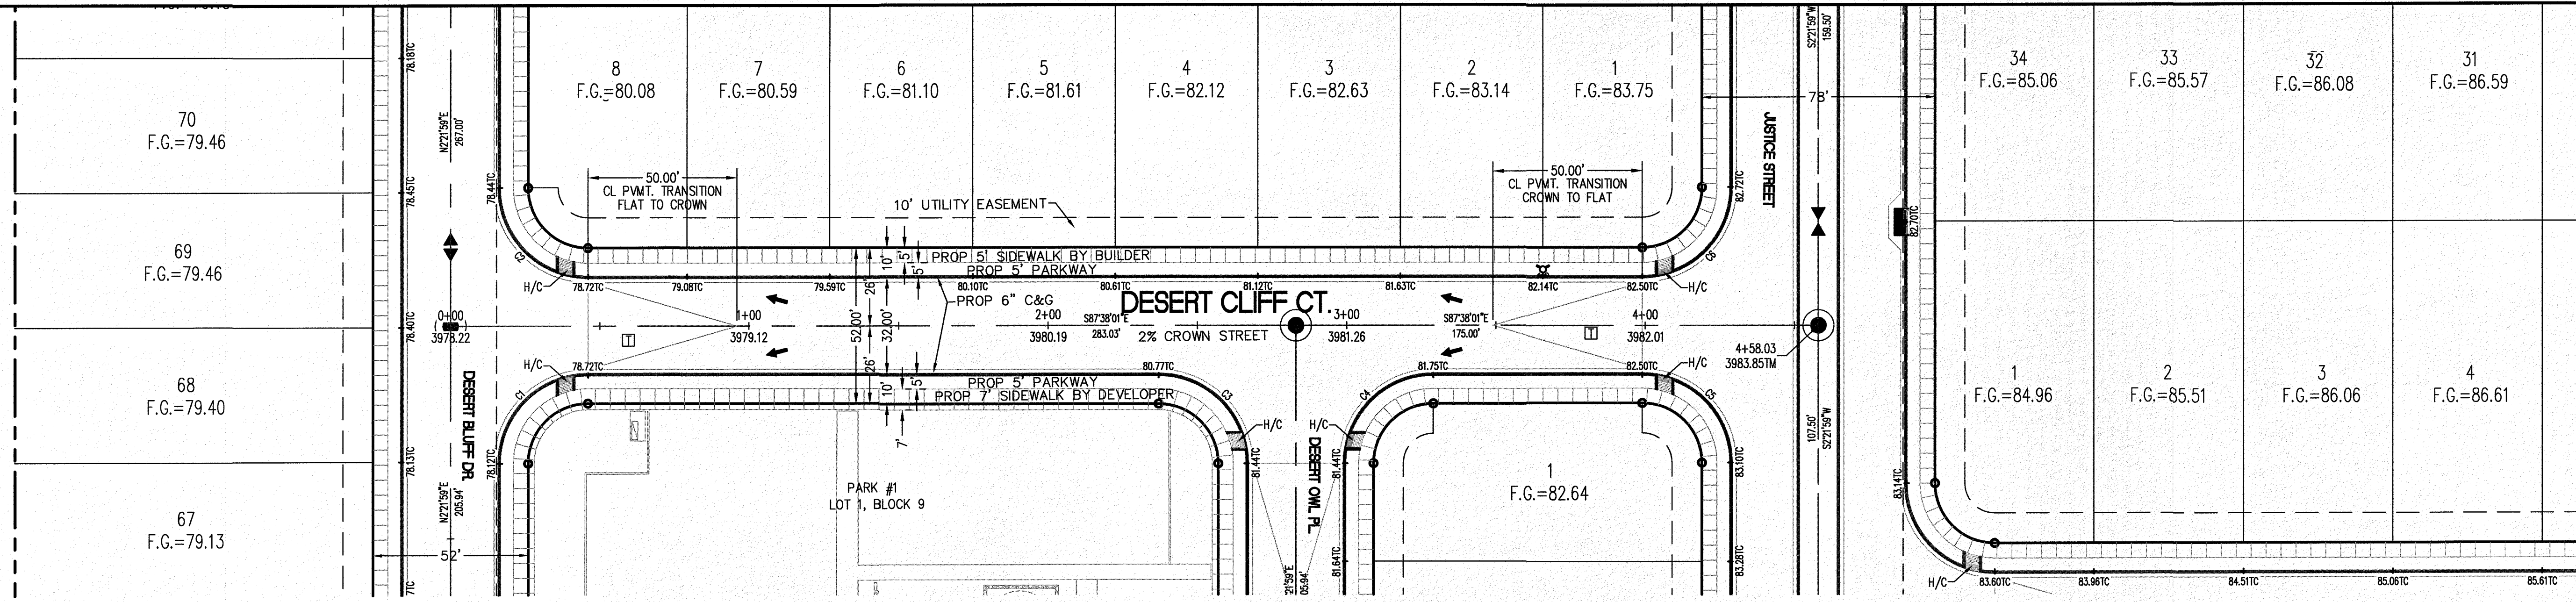 78.18TC
70
F.G.=79.46
78.45TC
69
F.G.=79.46
78.40TC
68
F.G.=79.40
78.13TC
67
F.G.=79.13
52'
N2°21'59"E
267.00'
0+00
3978.22
DESERT BLUFF DR.
N2°21'59"E
205.94'
78.44TC
78.12TC
C2
C1
H/C
H/C
8
F.G.=80.08
7
F.G.=80.59
6
F.G.=81.10
5
F.G.=81.61
4
F.G.=82.12
3
F.G.=82.63
2
F.G.=83.14
1
F.G.=83.75
50.00'
CL PVMT. TRANSITION
FLAT TO CROWN
10' UTILITY EASEMENT
50.00'
CL PVMT. TRANSITION
CROWN TO FLAT
PROP 5' SIDEWALK BY BUILDER
PROP 5' PARKWAY
10'
5'
5'
26'
78.72TC
79.08TC
79.59TC
80.10TC
80.61TC
81.12TC
81.63TC
82.14TC
82.50TC
H/C
C6
PROP 6" C&G
DESERT CLIFF CT.
1+00
3979.12
52.00'
32.00'
2+00
3980.19
S87°38'01"E
283.03'
2% CROWN STREET
3+00
3981.26
S87°38'01"E
175.00'
4+00
3982.01
4+58.03
3983.85TM
T
T
26'
78.72TC
80.77TC
81.75TC
82.50TC
H/C
5'
10'
7'
PROP 5' PARKWAY
PROP 7' SIDEWALK BY DEVELOPER
C3
C4
C5
H/C
H/C
81.44TC
81.44TC
DESERT OWL PL
81.64TC
21'59"E
05.94'
PARK #1
LOT 1, BLOCK 9
1
F.G.=82.64
82.72TC
83.10TC
83.28TC
JUSTICE STREET
S2°21'59"W
159.50'
78'
107.50'
S2°21'59"W
82.70TC
83.14TC
34
F.G.=85.06
33
F.G.=85.57
32
F.G.=86.08
31
F.G.=86.59
1
F.G.=84.96
2
F.G.=85.51
3
F.G.=86.06
4
F.G.=86.61
H/C
83.60TC
83.96TC
84.51TC
85.06TC
85.61TC